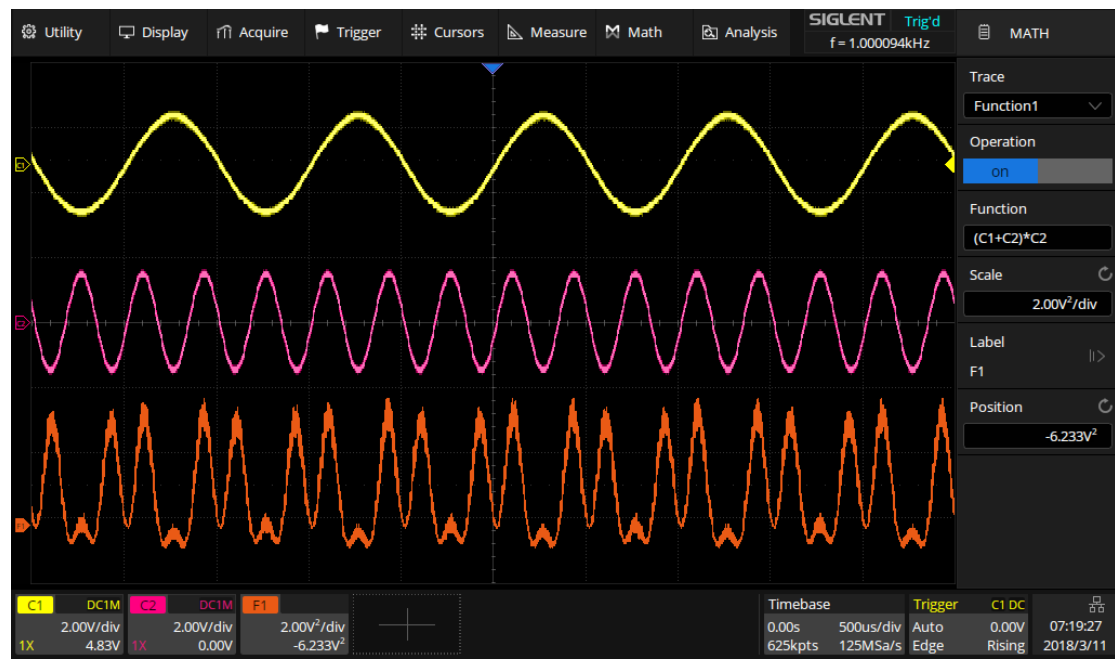 Utility Display Acquire Trigger Cursors Measure Math Analysis
SIGLENT Trig'd
f = 1.000094kHz
MATH
Trace
Function1
Operation
on
Function
(C1+C2)*C2
Scale
2.00V²/div
Label
F1
Position
-6.233V²
C1
C2
F1
C1 DC1M
2.00V/div
1X 4.83V
C2 DC1M
2.00V/div
1X 0.00V
F1
2.00V²/div
-6.233V²
Timebase
0.00s 500us/div
625kpts 125MSa/s
Trigger C1 DC
Auto 0.00V
Edge Rising
07:19:27
2018/3/11